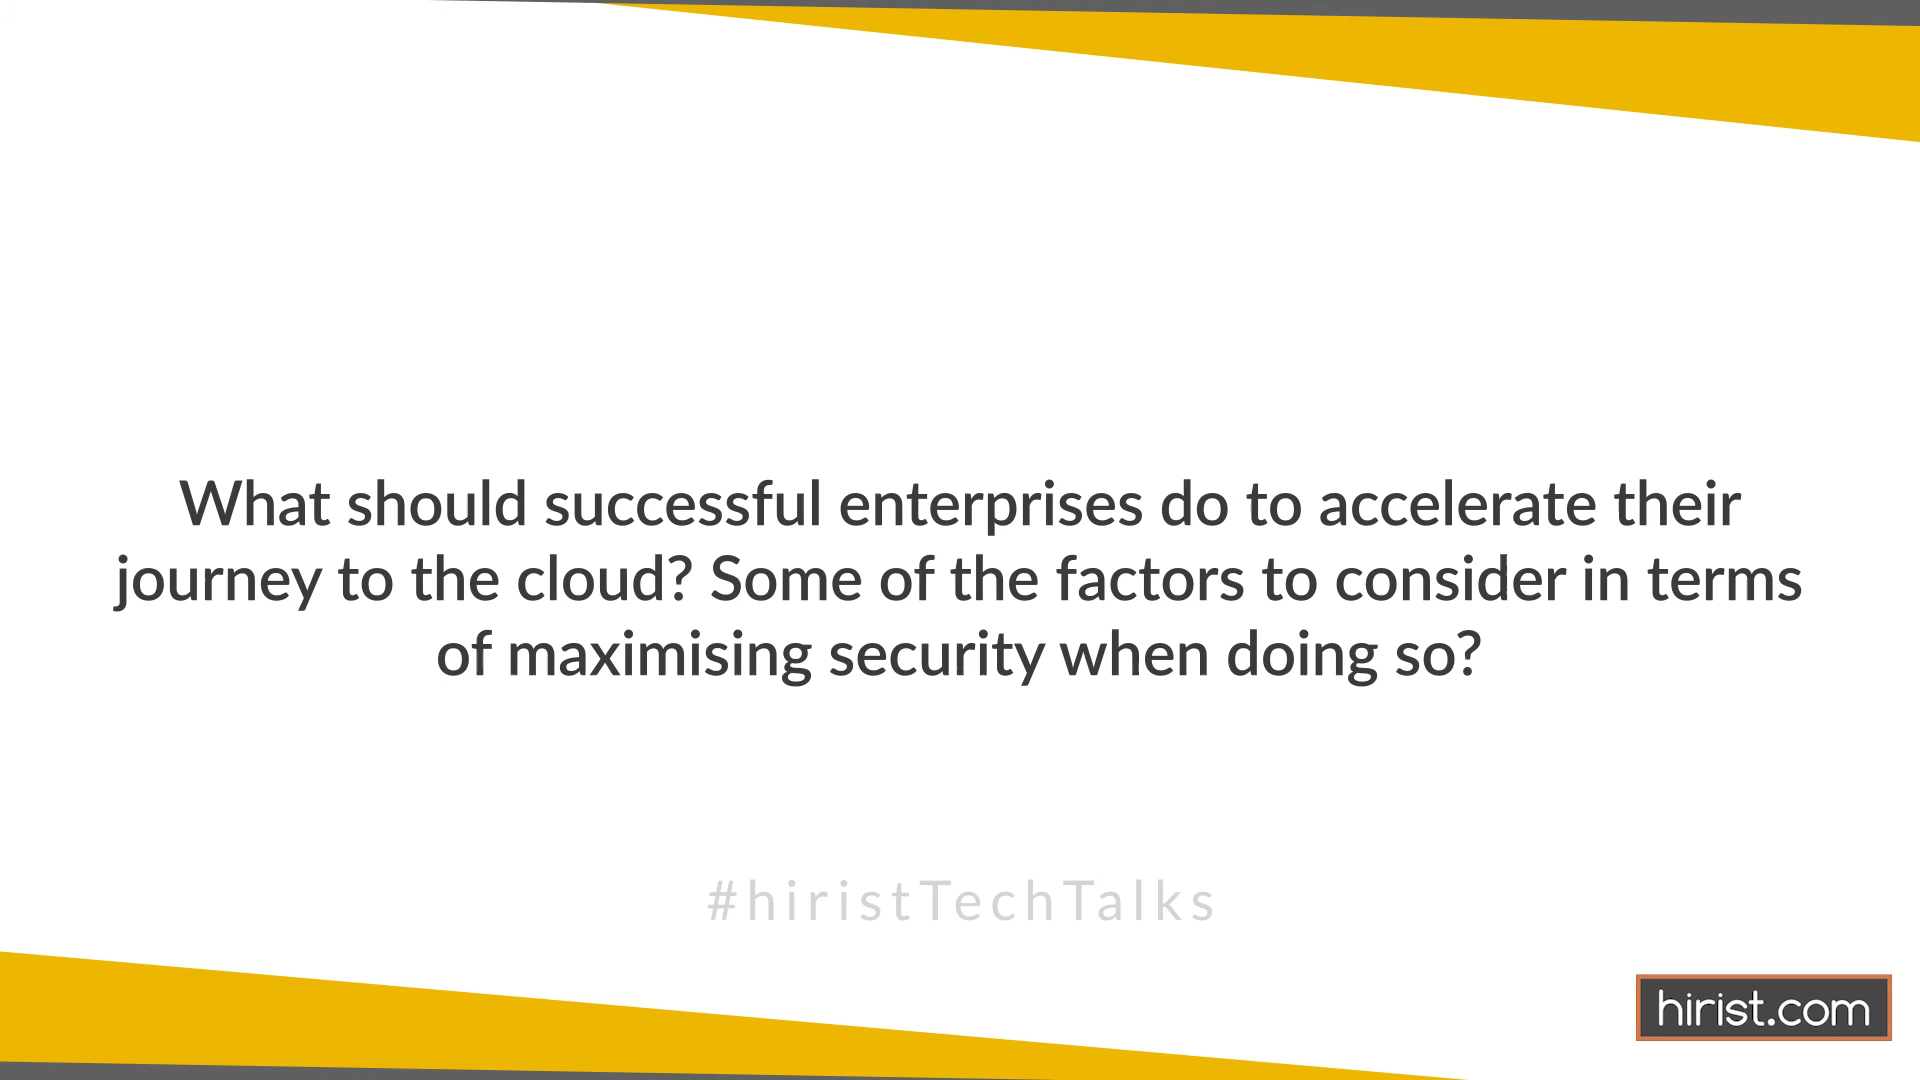 What should successful enterprises do to accelerate their
journey to the cloud? Some of the factors to consider in terms
of maximising security when doing so?
#hiristTechTalks
hirist.com